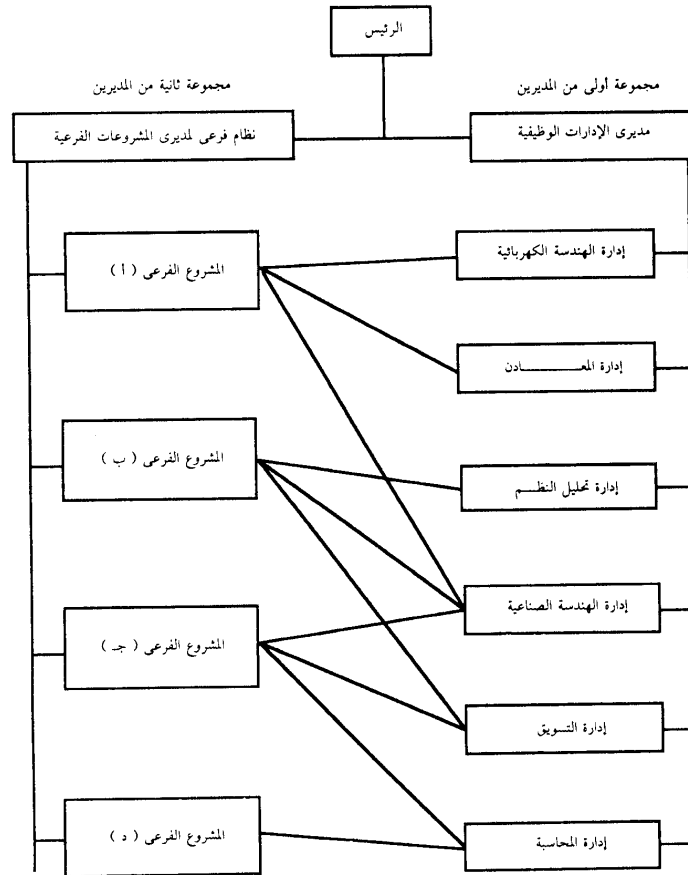 الرئيس
مجموعة أولى من المديرين
مجموعة ثانية من المديرين
مديرى الإدارات الوظيفية
نظام فرعى لمديرى المشروعات الفرعية
إدارة الهندسة الكهربائية
المشروع الفرعى ( أ )
إدارة المعـــــــــادن
إدارة تحليل النظـــم
المشروع الفرعى ( ب )
إدارة الهندسة الصناعية
المشروع الفرعى ( جـ )
إدارة التسويق
إدارة المحاسبة
المشروع الفرعى ( د )